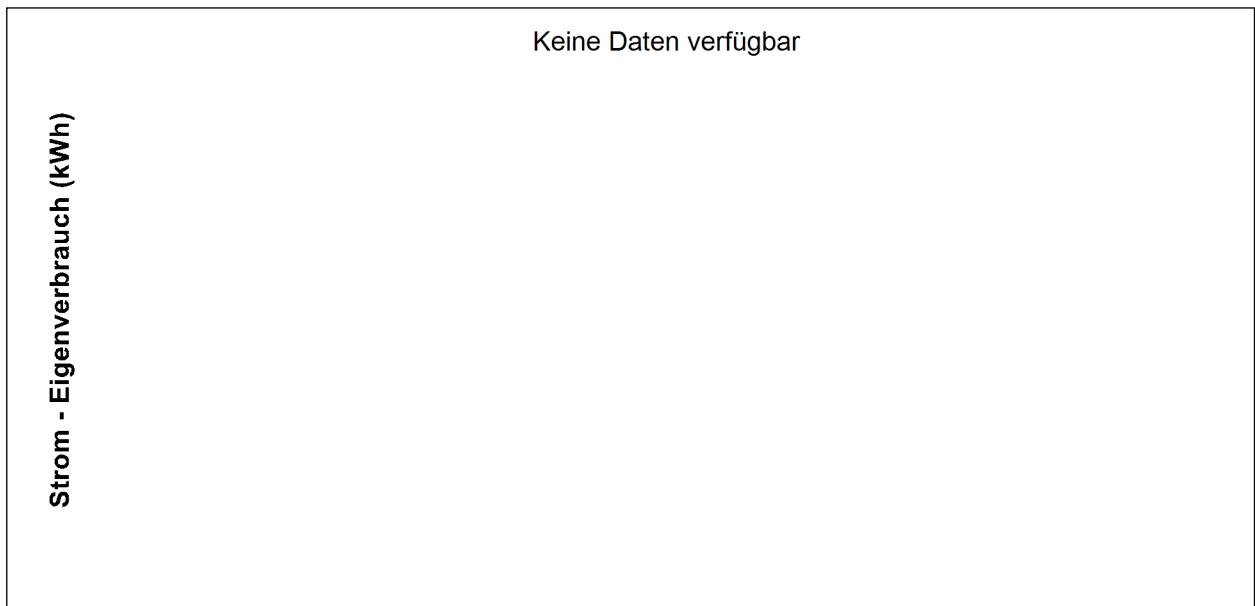 Keine Daten verfügbar
Strom - Eigenverbrauch (kWh)